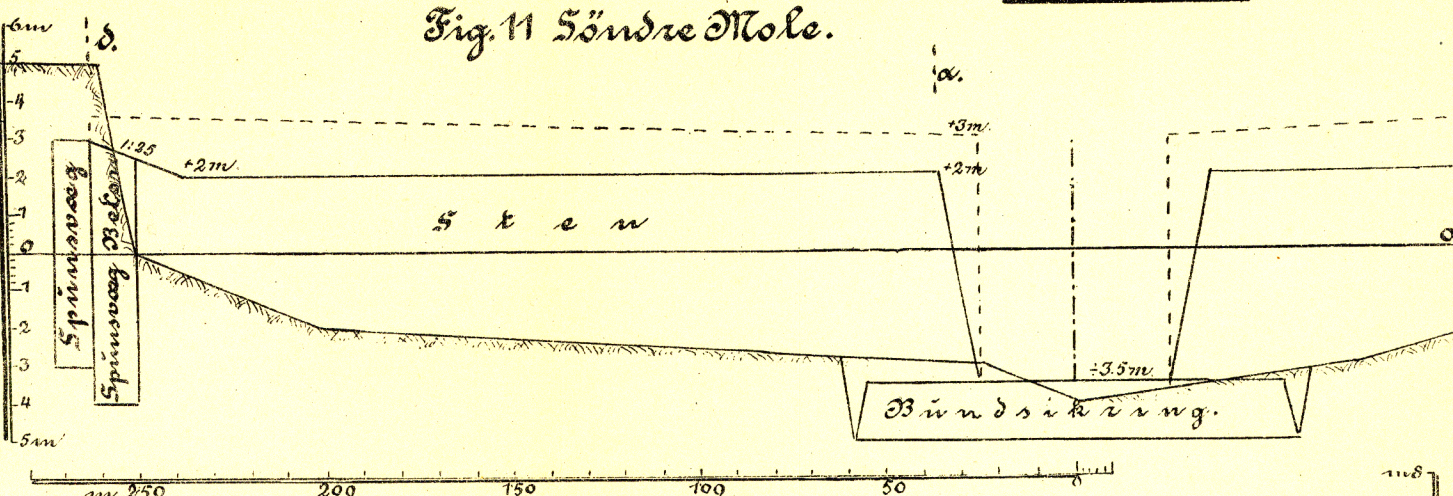 Fig. 11 Söndre Mole.
6m
δ.
α.
5
4
3
2
1
0
1
2
3
4
5m
+3m.
1:25
+2m.
+2m
Spunsvæg
Spunsvæg Beton
Sten
0
÷3.5m.
Bundsikring.
m 250
200
150
100
50
0